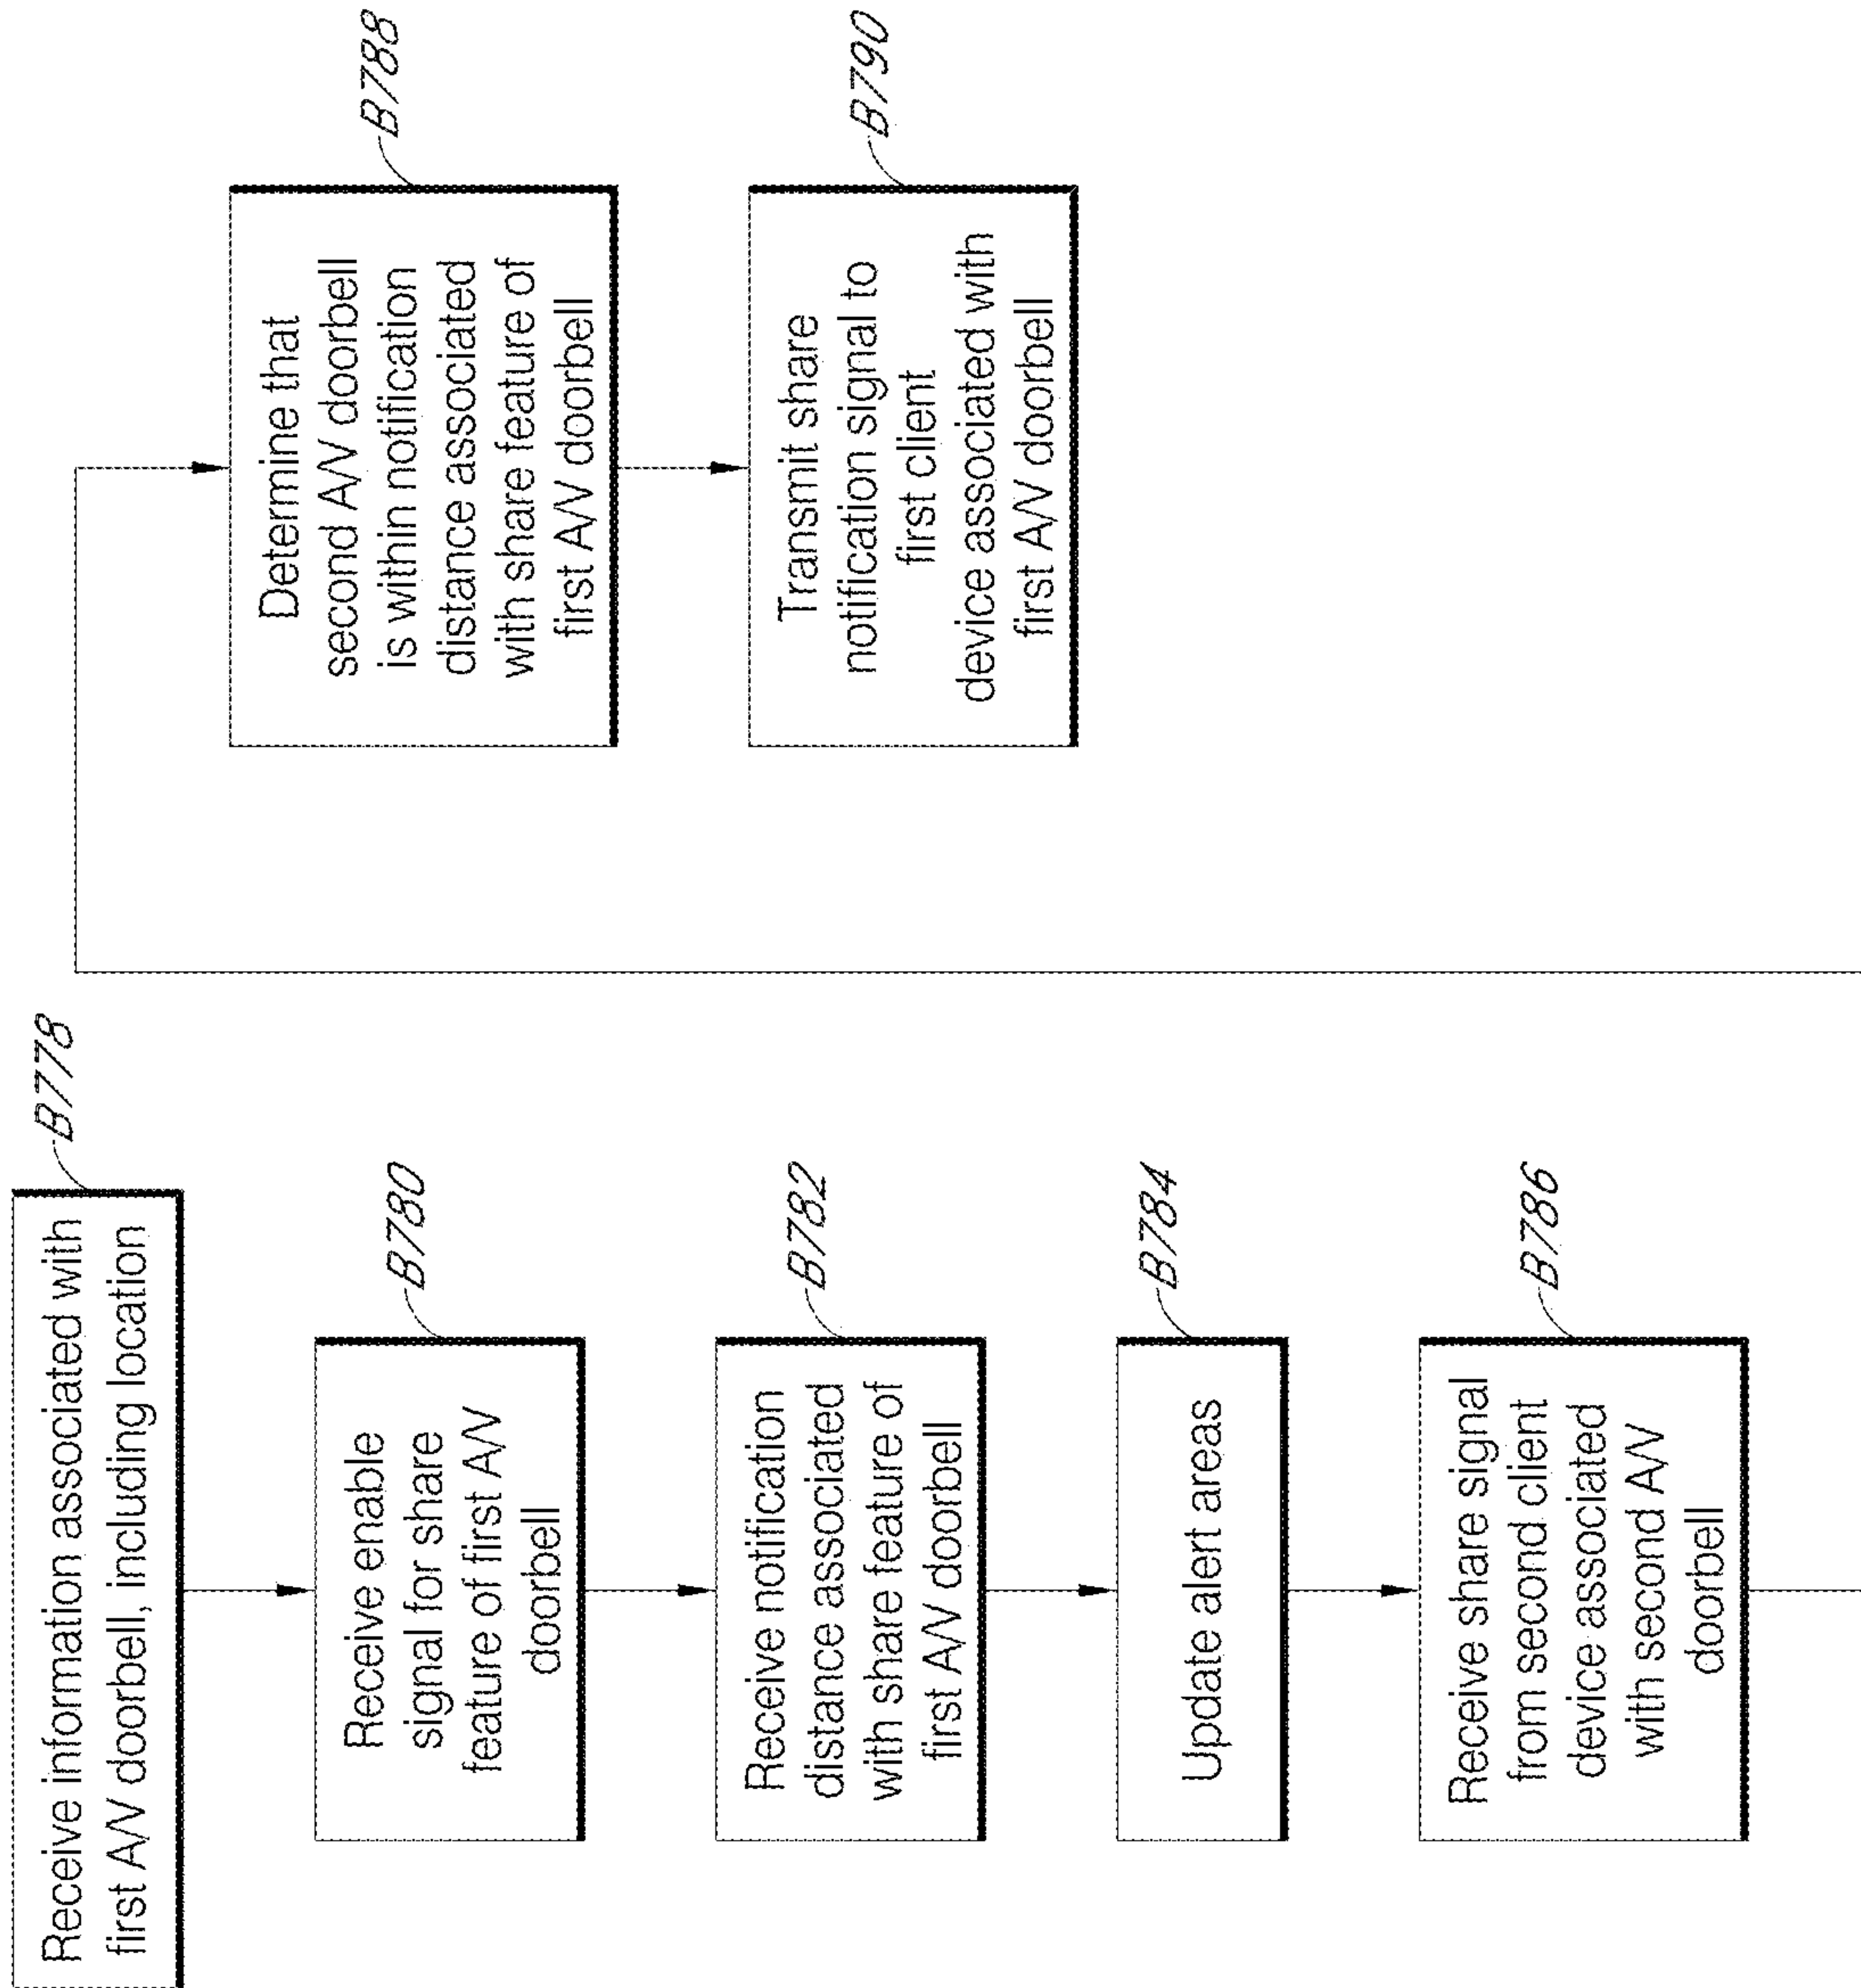 Receive information associated with
first A/V doorbell, including location
B778
Receive enable
signal for share
feature of first A/V
doorbell
B780
Receive notification
distance associated
with share feature of
first A/V doorbell
B782
Update alert areas
B784
Receive share signal
from second client
device associated
with second A/V
doorbell
B786
Determine that
second A/V doorbell
is within notification
distance associated
with share feature of
first A/V doorbell
B788
Transmit share
notification signal to
first client
device associated with
first A/V doorbell
B790